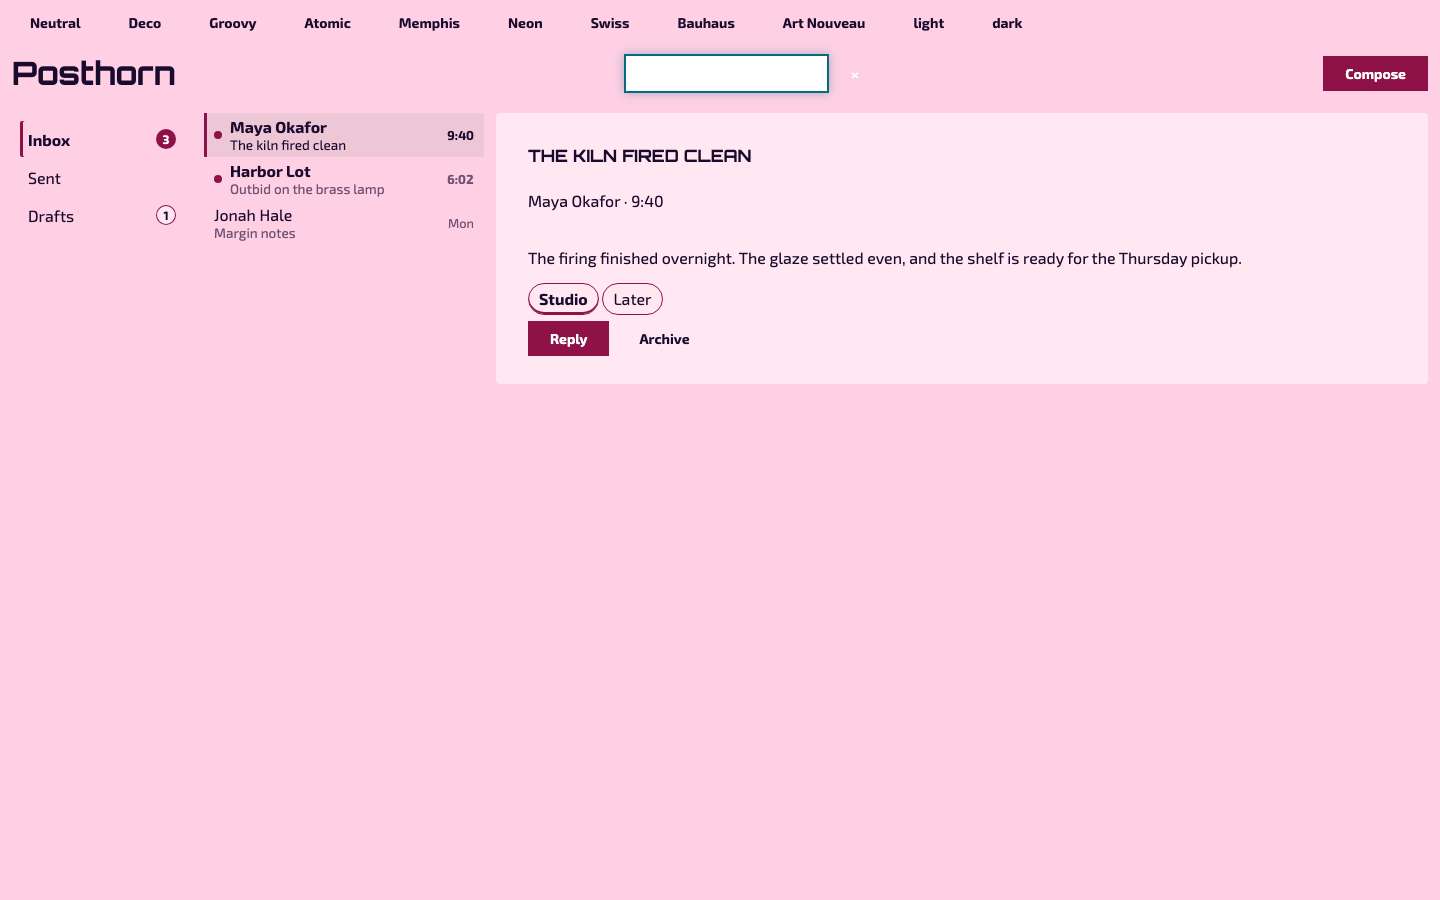 Neutral Deco Groovy Atomic Memphis Neon Swiss Bauhaus Art Nouveau light dark
Posthorn × Compose
Inbox 3
Sent
Drafts 1
Maya Okafor 9:40
The kiln fired clean
Harbor Lot 6:02
Outbid on the brass lamp
Jonah Hale Mon
Margin notes
THE KILN FIRED CLEAN
Maya Okafor · 9:40
The firing finished overnight. The glaze settled even, and the shelf is ready for the Thursday pickup.
Studio Later
Reply Archive